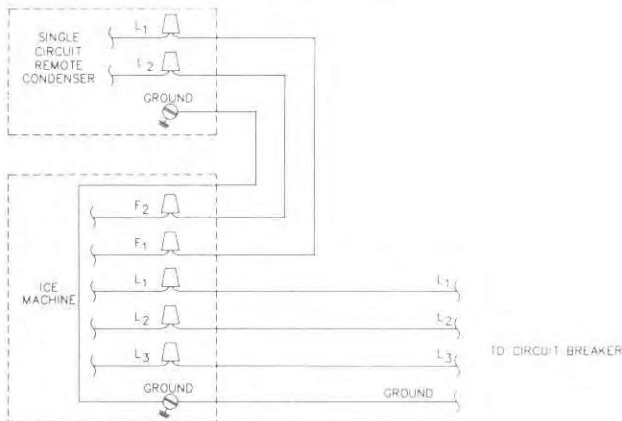 SINGLE
CIRCUIT
REMOTE
CONDENSER
L1
L2
GROUND
ICE
MACHINE
F2
F1
L1
L2
L3
GROUND
L1
L2
L3
GROUND
TO CIRCUIT BREAKER